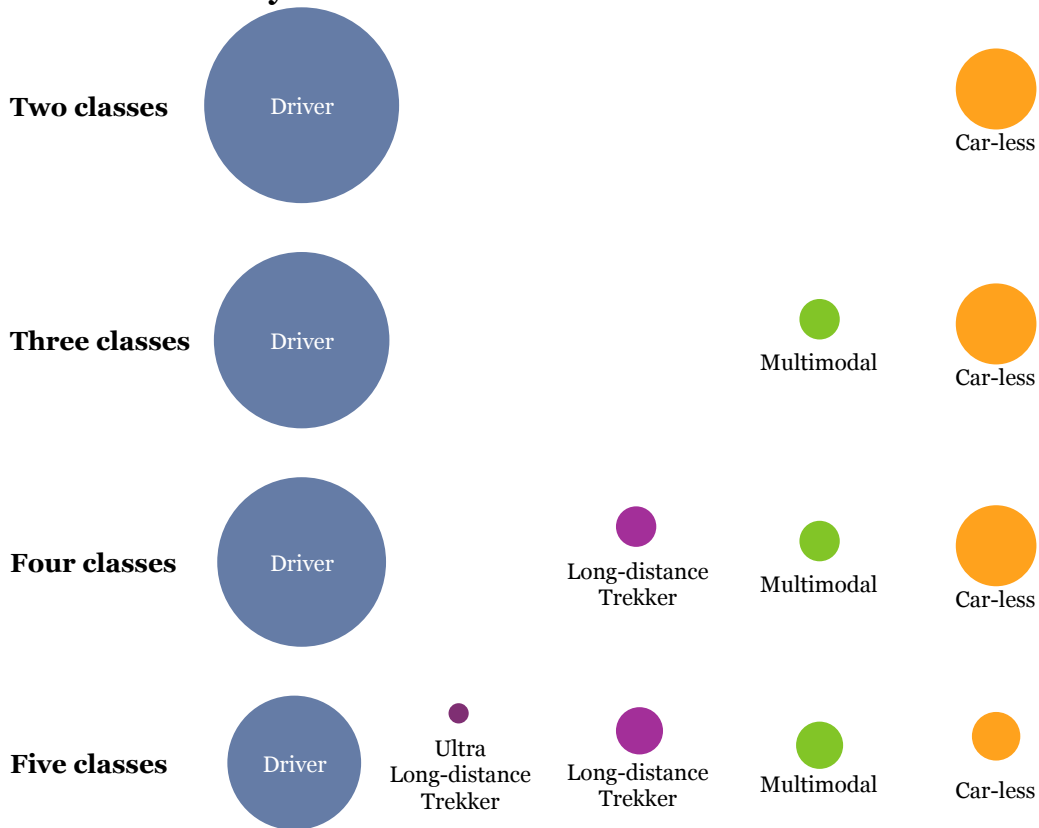 Two classes
Driver
Car-less
Three classes
Driver
Multimodal
Car-less
Four classes
Driver
Long-distance
Trekker
Multimodal
Car-less
Five classes
Driver
Ultra
Long-distance
Trekker
Long-distance
Trekker
Multimodal
Car-less